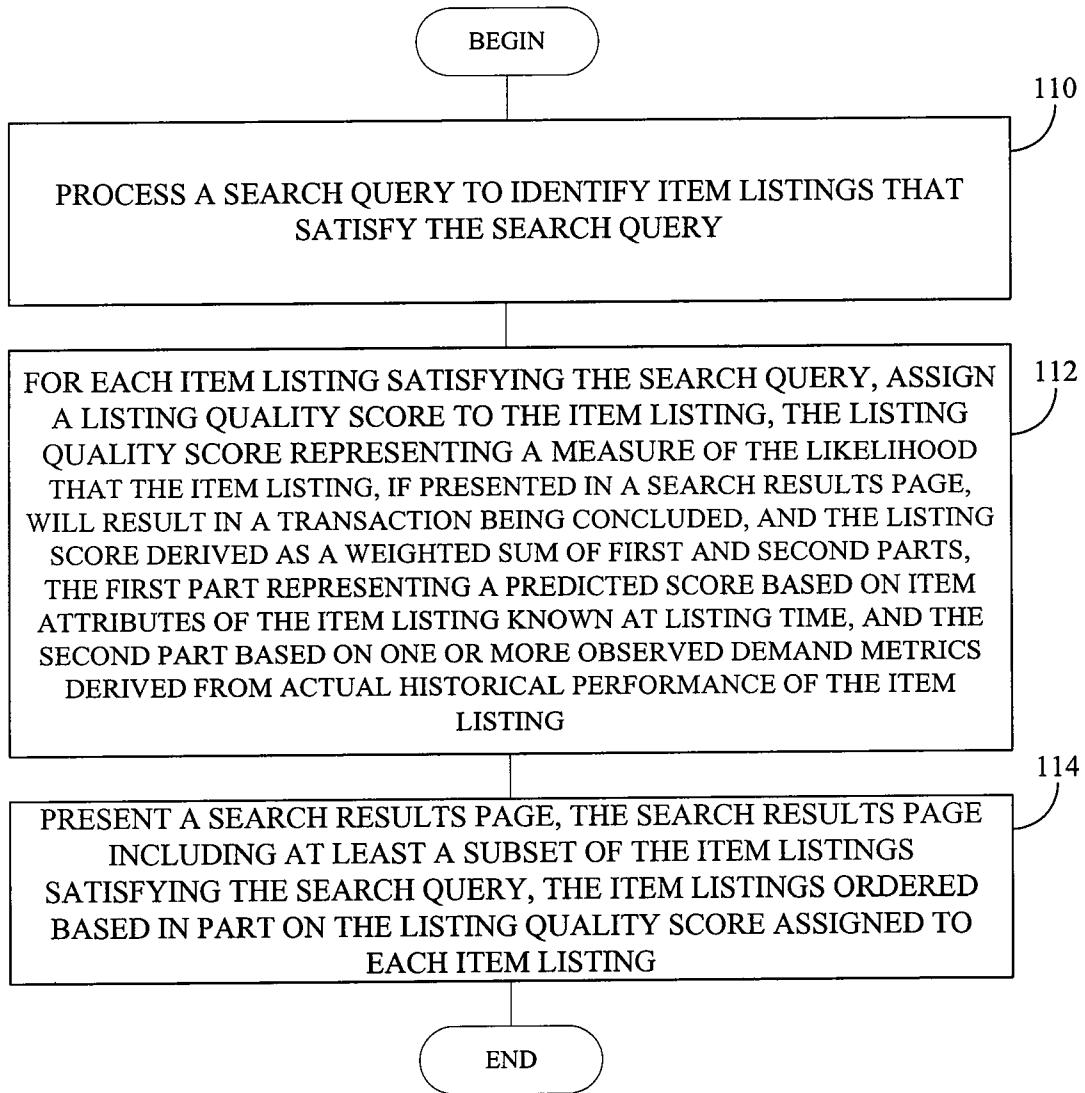 BEGIN
110
PROCESS A SEARCH QUERY TO IDENTIFY ITEM LISTINGS THAT
SATISFY THE SEARCH QUERY
112
FOR EACH ITEM LISTING SATISFYING THE SEARCH QUERY, ASSIGN
A LISTING QUALITY SCORE TO THE ITEM LISTING, THE LISTING
QUALITY SCORE REPRESENTING A MEASURE OF THE LIKELIHOOD
THAT THE ITEM LISTING, IF PRESENTED IN A SEARCH RESULTS PAGE,
WILL RESULT IN A TRANSACTION BEING CONCLUDED, AND THE LISTING
SCORE DERIVED AS A WEIGHTED SUM OF FIRST AND SECOND PARTS,
THE FIRST PART REPRESENTING A PREDICTED SCORE BASED ON ITEM
ATTRIBUTES OF THE ITEM LISTING KNOWN AT LISTING TIME, AND THE
SECOND PART BASED ON ONE OR MORE OBSERVED DEMAND METRICS
DERIVED FROM ACTUAL HISTORICAL PERFORMANCE OF THE ITEM
LISTING
114
PRESENT A SEARCH RESULTS PAGE, THE SEARCH RESULTS PAGE
INCLUDING AT LEAST A SUBSET OF THE ITEM LISTINGS
SATISFYING THE SEARCH QUERY, THE ITEM LISTINGS ORDERED
BASED IN PART ON THE LISTING QUALITY SCORE ASSIGNED TO
EACH ITEM LISTING
END